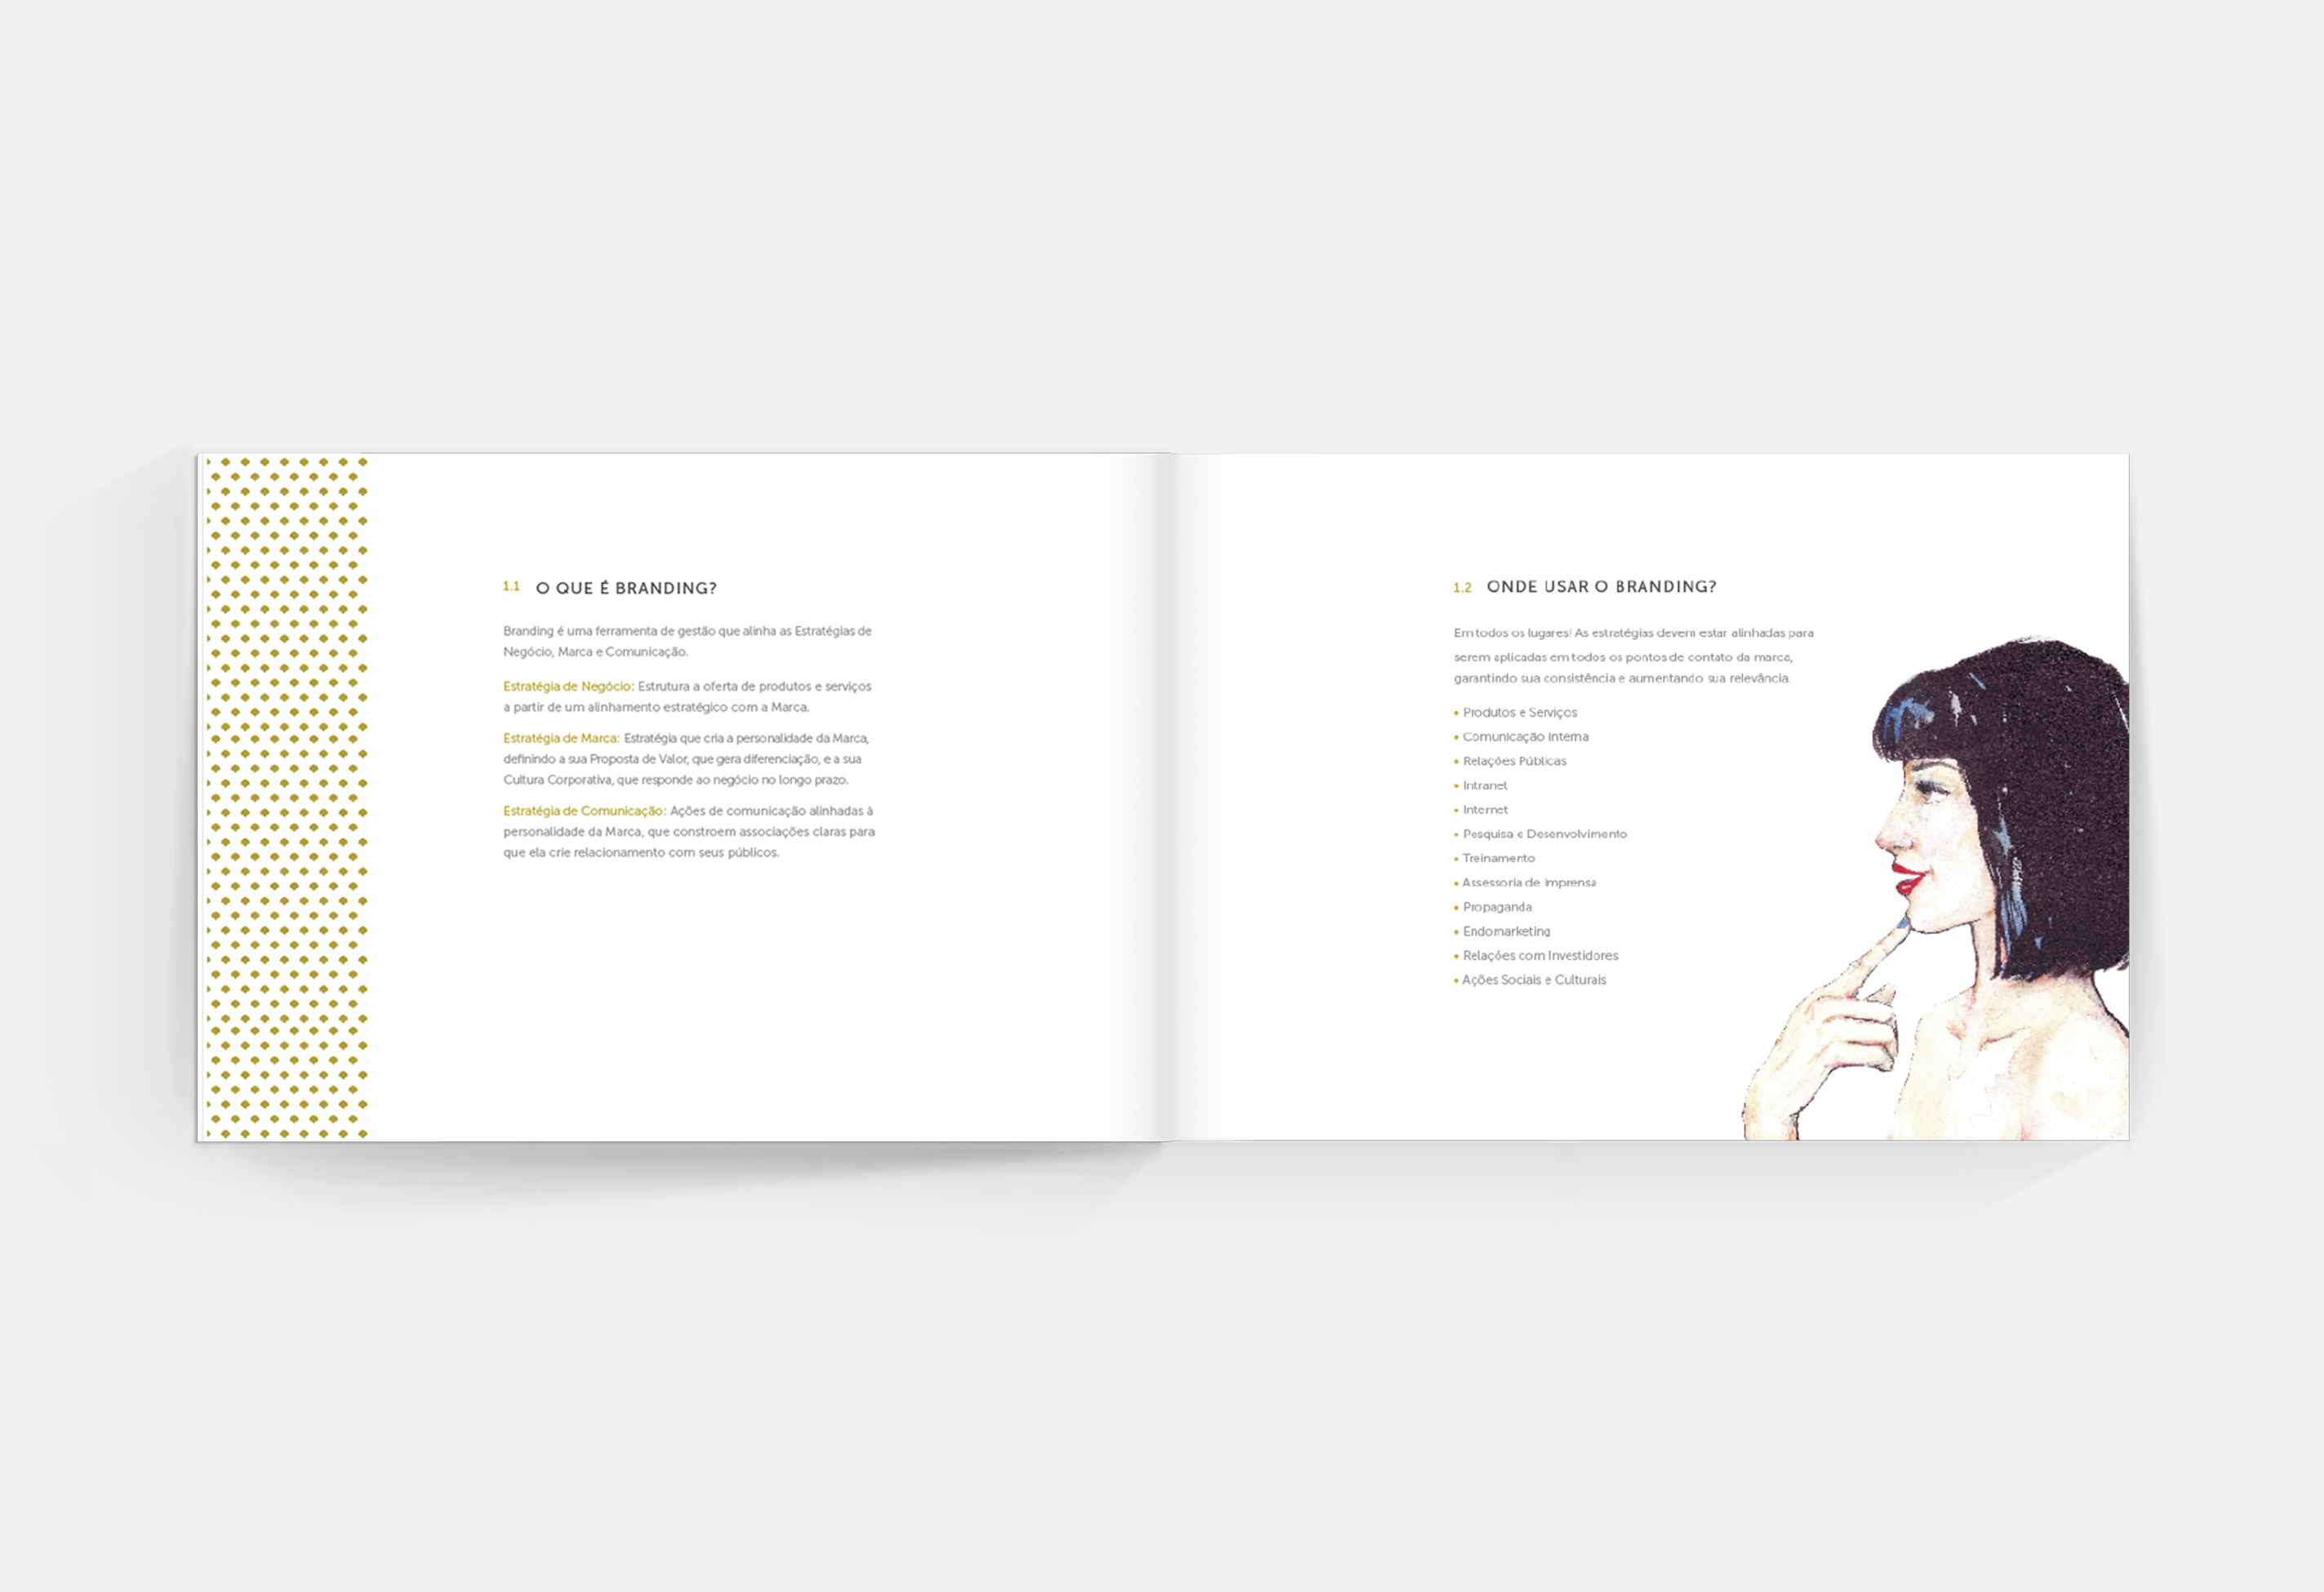 1.1 O QUE É BRANDING?
Branding é uma ferramenta de gestão que alinha as Estratégias de
Negócio, Marca e Comunicação.
Estratégia de Negócio: Estrutura a oferta de produtos e serviços
a partir de um alinhamento estratégico com a Marca.
Estratégia de Marca: Estratégia que cria a personalidade da Marca,
definindo a sua Proposta de Valor, que gera diferenciação, e a sua
Cultura Corporativa, que responde ao negócio no longo prazo.
Estratégia de Comunicação: Ações de comunicação alinhadas à
personalidade da Marca, que constroem associações claras para
que ela crie relacionamento com seus públicos.
1.2 ONDE USAR O BRANDING?
Em todos os lugares! As estratégias devem estar alinhadas para
serem aplicadas em todos os pontos de contato da marca,
garantindo sua consistência e aumentando sua relevância.
• Produtos e Serviços
• Comunicação Interna
• Relações Públicas
• Intranet
• Internet
• Pesquisa e Desenvolvimento
• Treinamento
• Assessoria de Imprensa
• Propaganda
• Endomarketing
• Relações com Investidores
• Ações Sociais e Culturais